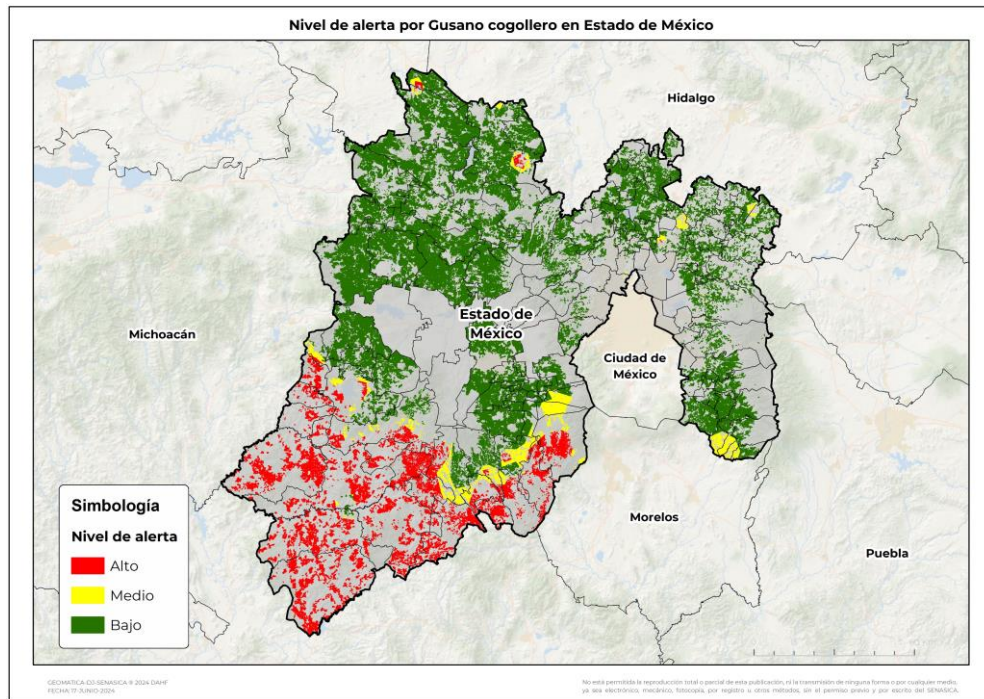 Nivel de alerta por Gusano cogollero en Estado de México
Hidalgo
Michoacán
Estado de
México
Ciudad de
México
Morelos
Puebla
Simbología
Nivel de alerta
Alto
Medio
Bajo
GEOMATICA CG-SENASICA © 2024 DAHF
FECHA: 17-JUNIO-2024
No está permitida la reproducción total o parcial de esta publicación, ni la transmisión de ninguna forma o por cualquier medio,
ya sea electrónico, mecánico, fotocopia, por registro u otros métodos, sin el permiso previo y por escrito del SENASICA.